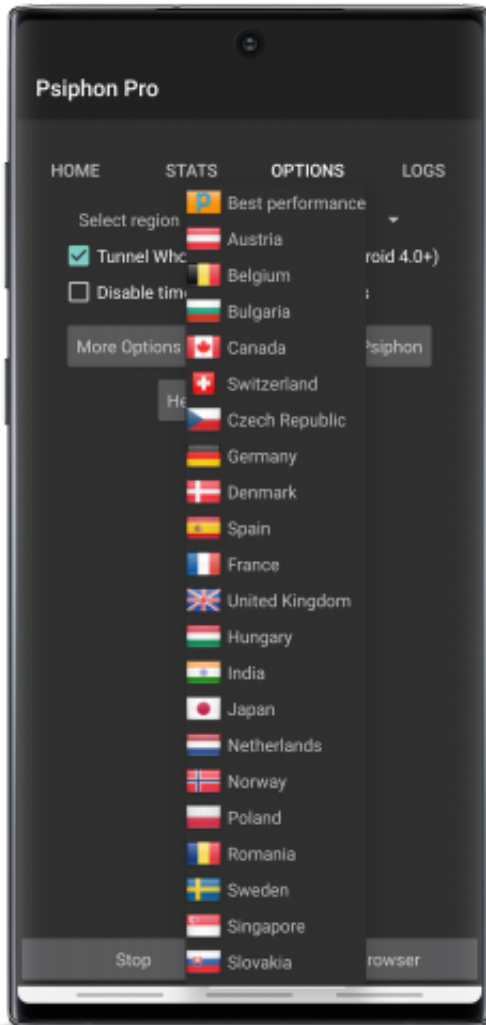 Psiphon Pro
HOME STATS OPTIONS LOGS
Select region
Tunnel Who roid 4.0+)
Disable tim s
More Options Psiphon
He
Best performance
Austria
Belgium
Bulgaria
Canada
Switzerland
Czech Republic
Germany
Denmark
Spain
France
United Kingdom
Hungary
India
Japan
Netherlands
Norway
Poland
Romania
Sweden
Singapore
Slovakia
Stop rowser